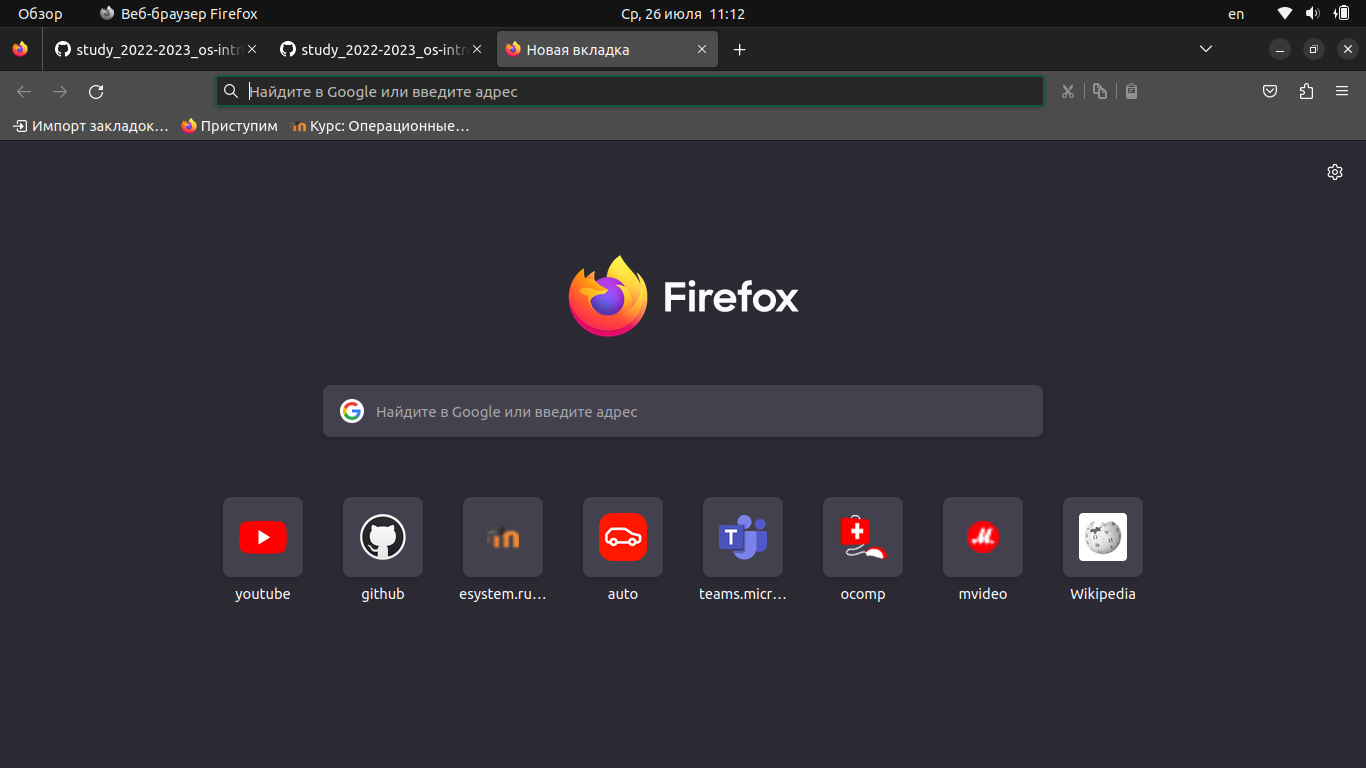 Обзор Веб-браузер Firefox Ср, 26 июля 11:12 en
study_2022-2023_os-intr study_2022-2023_os-intr Новая вкладка
Найдите в Google или введите адрес
Импорт закладок… Приступим Курс: Операционные…
Firefox
Найдите в Google или введите адрес
youtube github esystem.ru… auto teams.micr… ocomp mvideo Wikipedia